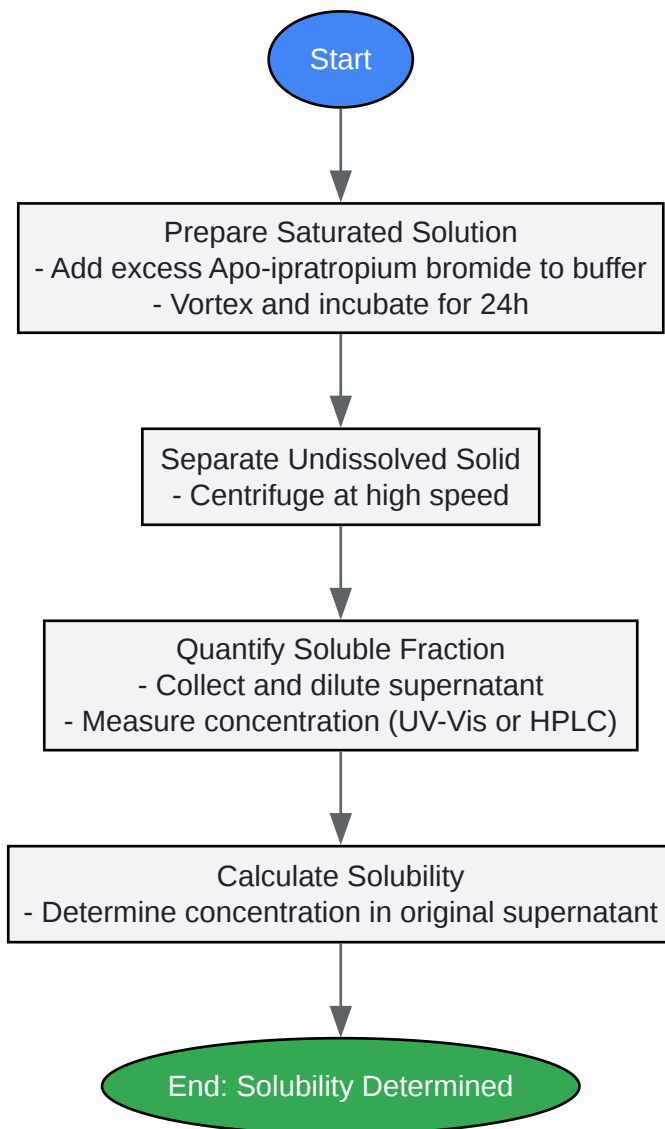 Start
Prepare Saturated Solution
- Add excess Apo-ipratropium bromide to buffer
- Vortex and incubate for 24h
Separate Undissolved Solid
- Centrifuge at high speed
Quantify Soluble Fraction
- Collect and dilute supernatant
- Measure concentration (UV-Vis or HPLC)
Calculate Solubility
- Determine concentration in original supernatant
End: Solubility Determined